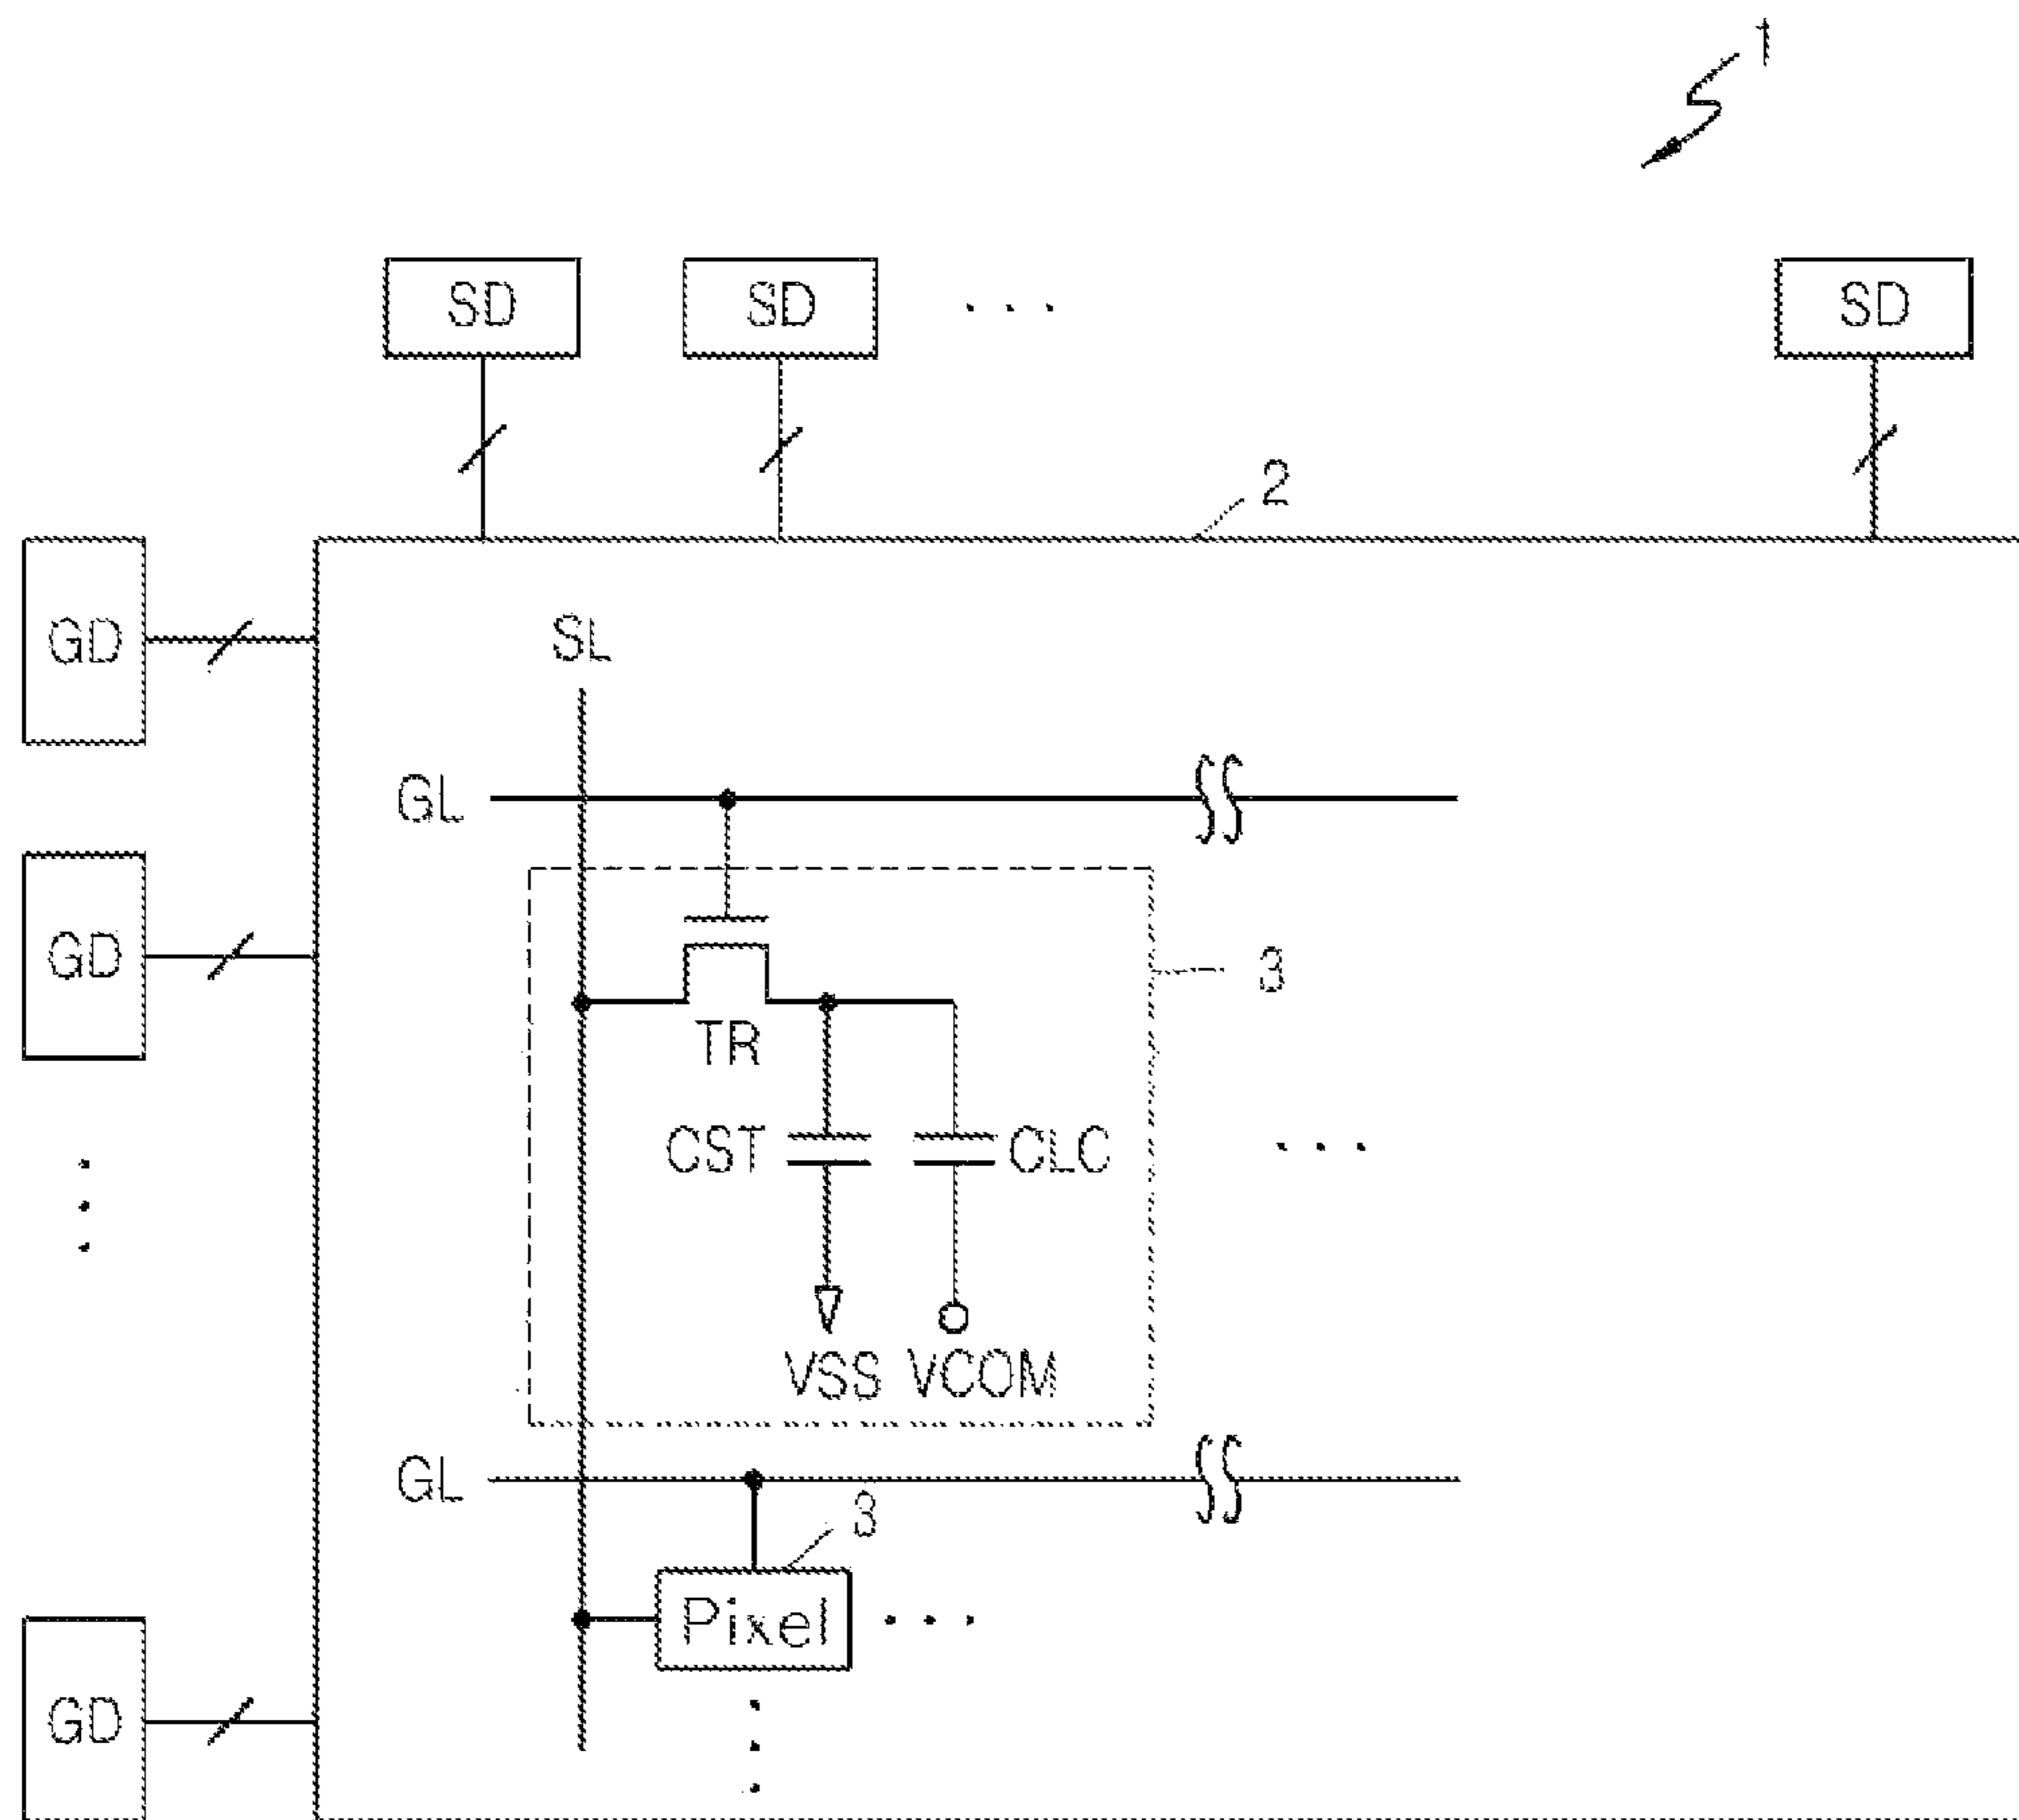 1
SD SD ... SD
2
GD
SL
GL
GD
3
TR
CST CLC
...
VSS VCOM
GL
3
Pixel ...
GD